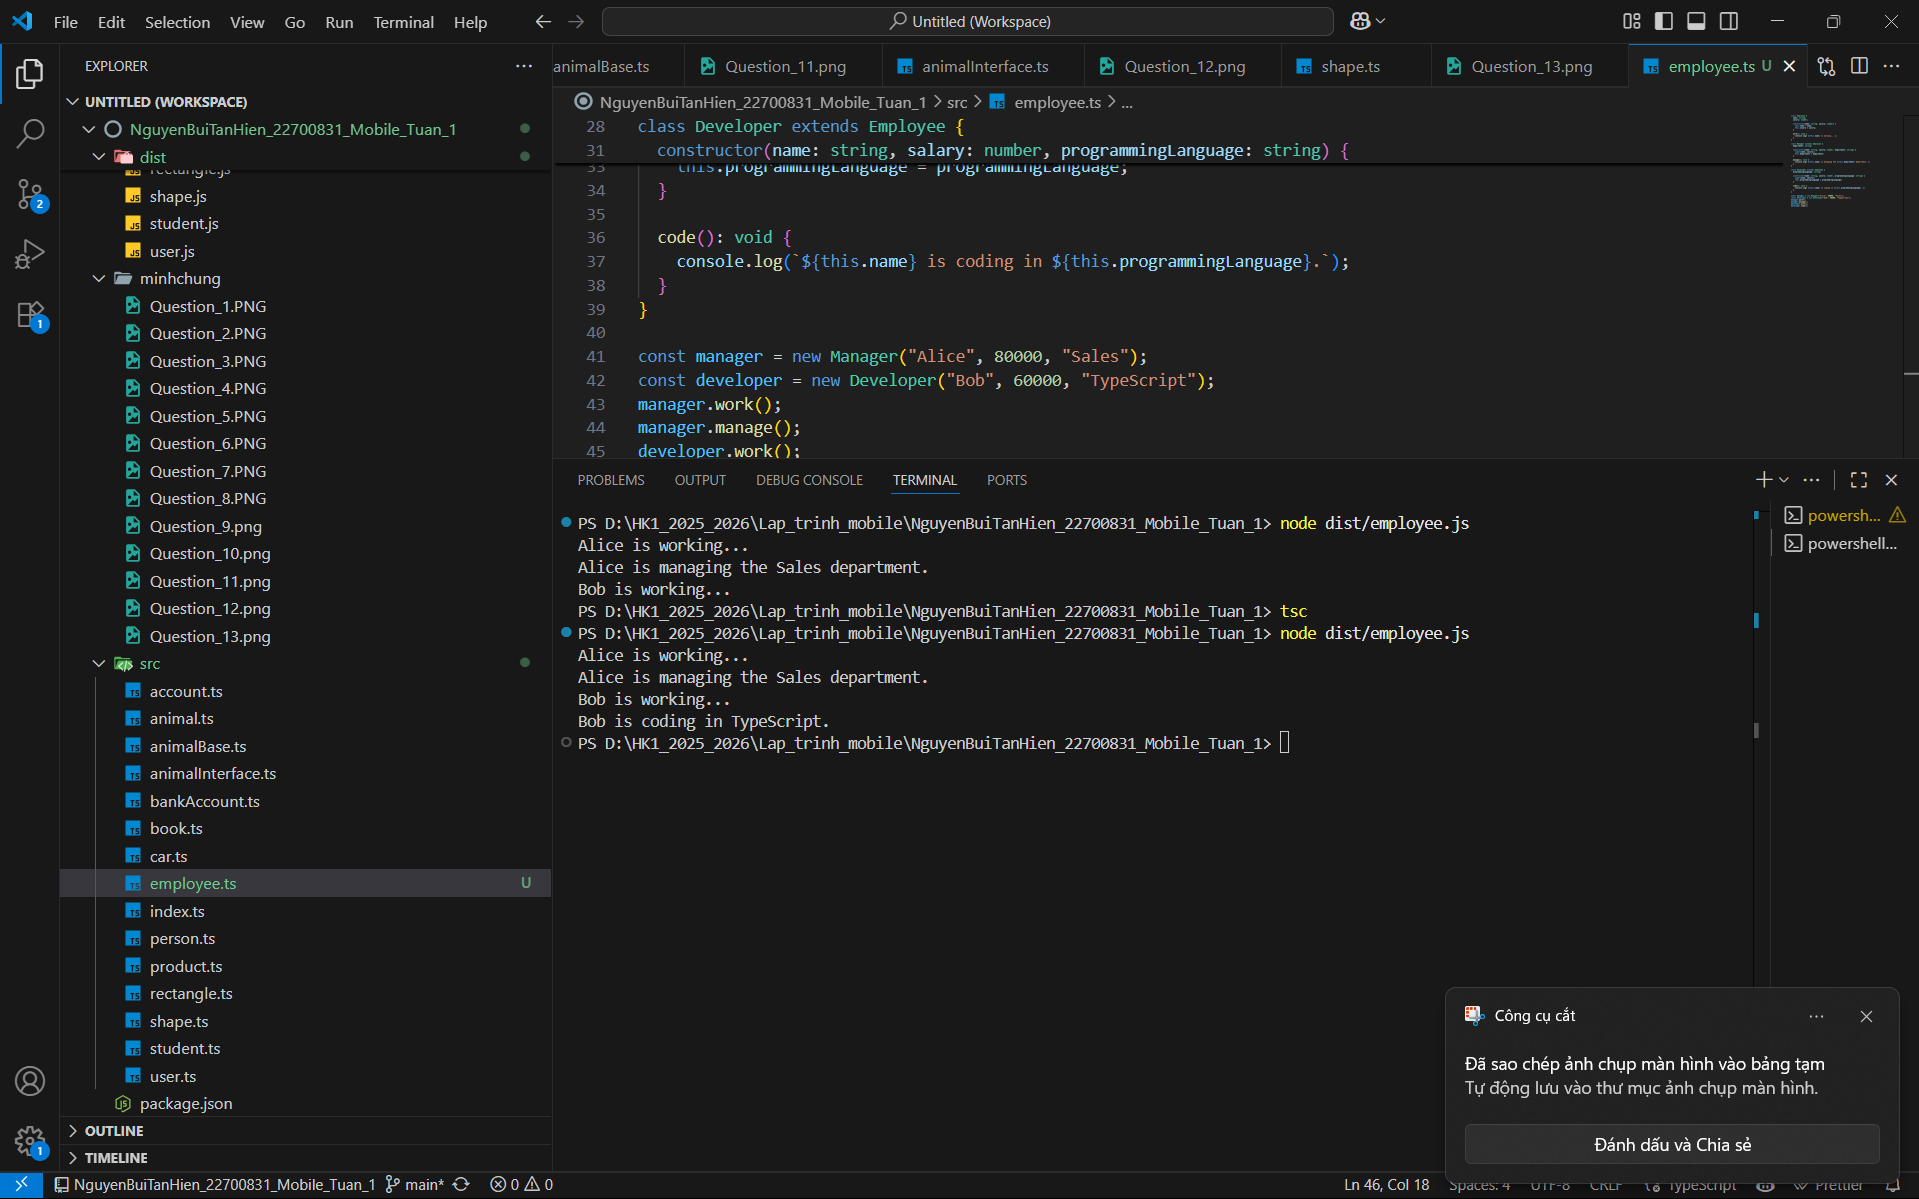 File Edit Selection View Go Run Terminal Help
Untitled (Workspace)
EXPLORER
UNTITLED (WORKSPACE)
NguyenBuiTanHien_22700831_Mobile_Tuan_1
dist
rectangle.js
shape.js
student.js
user.js
minhchung
Question_1.PNG
Question_2.PNG
Question_3.PNG
Question_4.PNG
Question_5.PNG
Question_6.PNG
Question_7.PNG
Question_8.PNG
Question_9.png
Question_10.png
Question_11.png
Question_12.png
Question_13.png
src
account.ts
animal.ts
animalBase.ts
animalInterface.ts
bankAccount.ts
book.ts
car.ts
employee.ts U
index.ts
person.ts
product.ts
rectangle.ts
shape.ts
student.ts
user.ts
package.json
OUTLINE
TIMELINE
2
1
1
animalBase.ts Question_11.png animalInterface.ts Question_12.png shape.ts Question_13.png employee.ts U
NguyenBuiTanHien_22700831_Mobile_Tuan_1 > src > employee.ts > ...
28 class Developer extends Employee {
31 constructor(name: string, salary: number, programmingLanguage: string) {
33 this.programmingLanguage = programmingLanguage;
34 }
35
36 code(): void {
37 console.log(`${this.name} is coding in ${this.programmingLanguage}.`);
38 }
39 }
40
41 const manager = new Manager("Alice", 80000, "Sales");
42 const developer = new Developer("Bob", 60000, "TypeScript");
43 manager.work();
44 manager.manage();
45 developer.work();
PROBLEMS OUTPUT DEBUG CONSOLE TERMINAL PORTS
PS D:\HK1_2025_2026\Lap_trinh_mobile\NguyenBuiTanHien_22700831_Mobile_Tuan_1> node dist/employee.js
Alice is working...
Alice is managing the Sales department.
Bob is working...
PS D:\HK1_2025_2026\Lap_trinh_mobile\NguyenBuiTanHien_22700831_Mobile_Tuan_1> tsc
PS D:\HK1_2025_2026\Lap_trinh_mobile\NguyenBuiTanHien_22700831_Mobile_Tuan_1> node dist/employee.js
Alice is working...
Alice is managing the Sales department.
Bob is working...
Bob is coding in TypeScript.
PS D:\HK1_2025_2026\Lap_trinh_mobile\NguyenBuiTanHien_22700831_Mobile_Tuan_1>
powersh...
powershell...
Công cụ cắt
Đã sao chép ảnh chụp màn hình vào bảng tạm
Tự động lưu vào thư mục ảnh chụp màn hình.
Đánh dấu và Chia sẻ
NguyenBuiTanHien_22700831_Mobile_Tuan_1 main* 0 0 Ln 46, Col 18 Spaces: 4 UTF-8 CRLF TypeScript Prettier